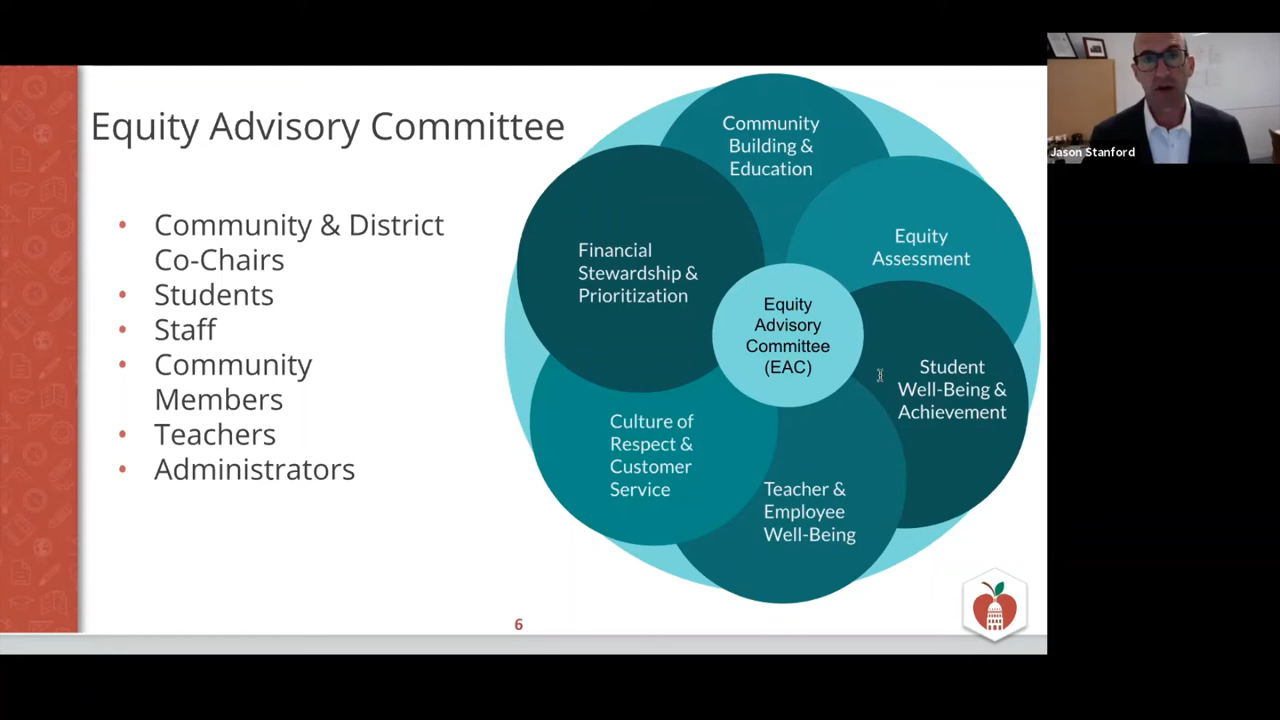 Equity Advisory Committee
• Community & District
Co-Chairs
• Students
• Staff
• Community
Members
• Teachers
• Administrators
Community
Building &
Education
Equity
Assessment
Student
Well-Being &
Achievement
Teacher &
Employee
Well-Being
Culture of
Respect &
Customer
Service
Financial
Stewardship &
Prioritization
Equity
Advisory
Committee
(EAC)
6
Jason Stanford